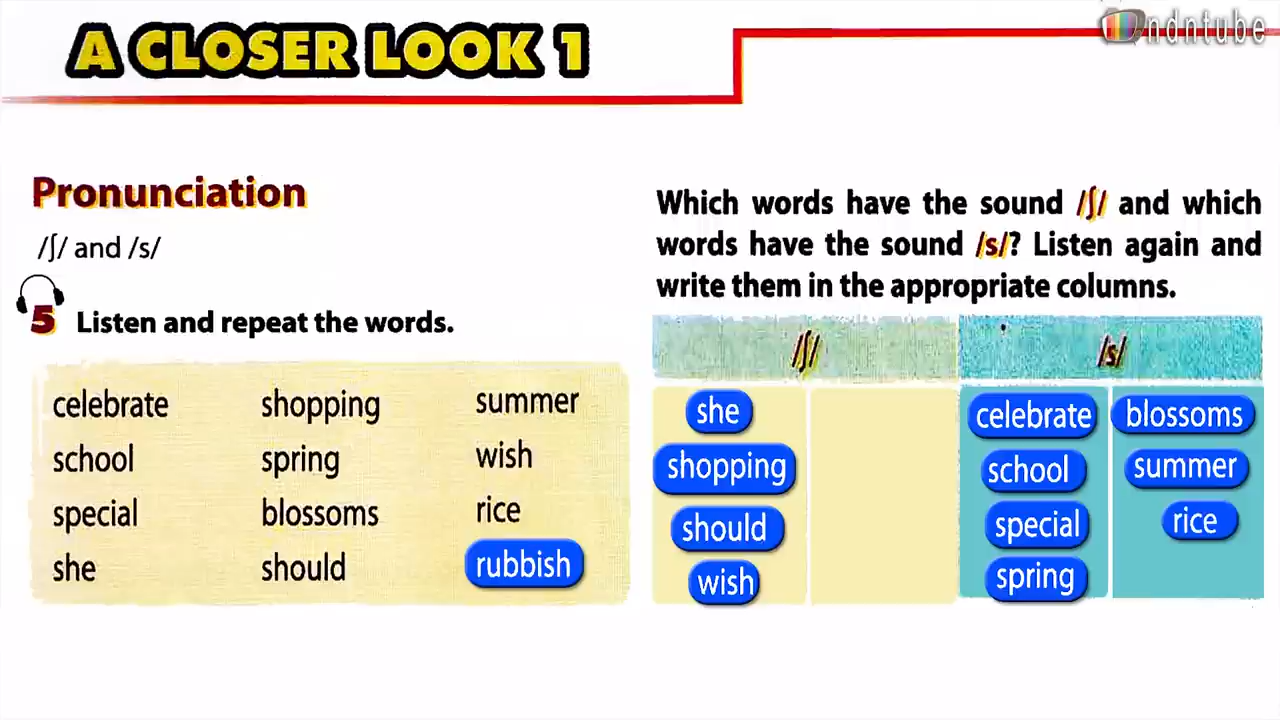 A CLOSER LOOK 1
ndntube
Pronunciation
/ʃ/ and /s/
5 Listen and repeat the words.
celebrate shopping summer
school spring wish
special blossoms rice
she should rubbish
Which words have the sound /ʃ/ and which
words have the sound /s/? Listen again and
write them in the appropriate columns.
/ʃ/ /s/
she celebrate blossoms
shopping school summer
should special rice
wish spring